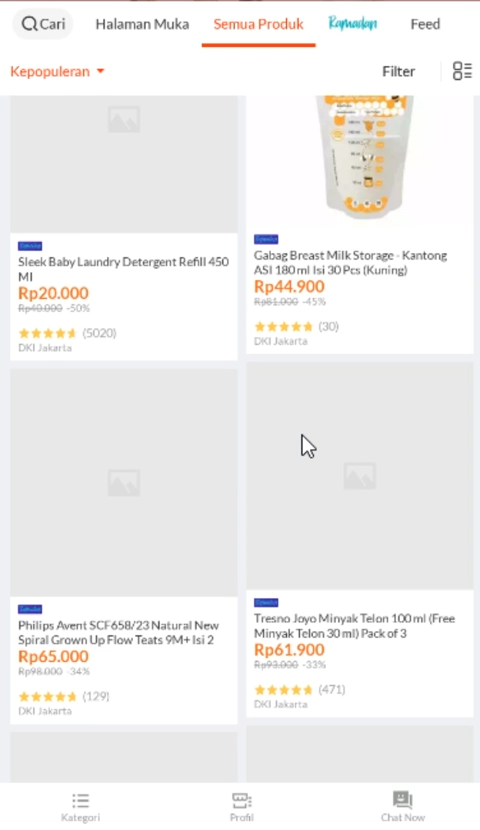 Cari
Halaman Muka
Semua Produk
Ramadan
Feed
Kepopuleran
Filter
Sleek Baby Laundry Detergent Refill 450
Ml
Rp20.000
Rp40.000 -50%
(5020)
DKI Jakarta
Gabag Breast Milk Storage - Kantong
ASI 180 ml Isi 30 Pcs (Kuning)
Rp44.900
Rp81.000 -45%
(30)
DKI Jakarta
Philips Avent SCF658/23 Natural New
Spiral Grown Up Flow Teats 9M+ Isi 2
Rp65.000
Rp98.000 -34%
(129)
DKI Jakarta
Tresno Joyo Minyak Telon 100 ml (Free
Minyak Telon 30 ml) Pack of 3
Rp61.900
Rp93.000 -33%
(471)
DKI Jakarta
Kategori
Profil
Chat Now